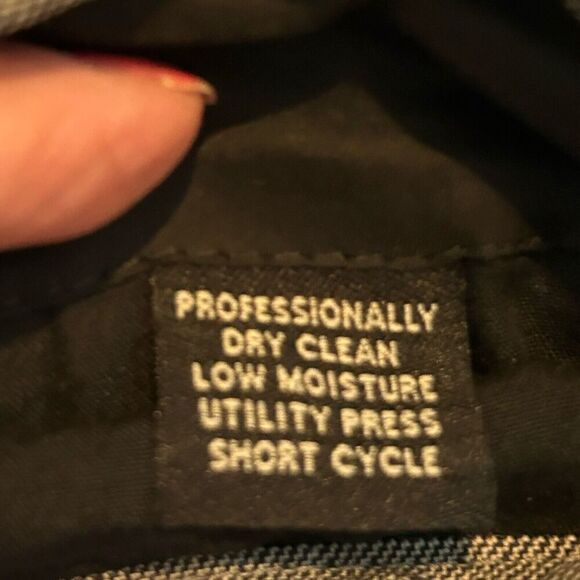 PROFESSIONALLY
DRY CLEAN
LOW MOISTURE
UTILITY PRESS
SHORT CYCLE